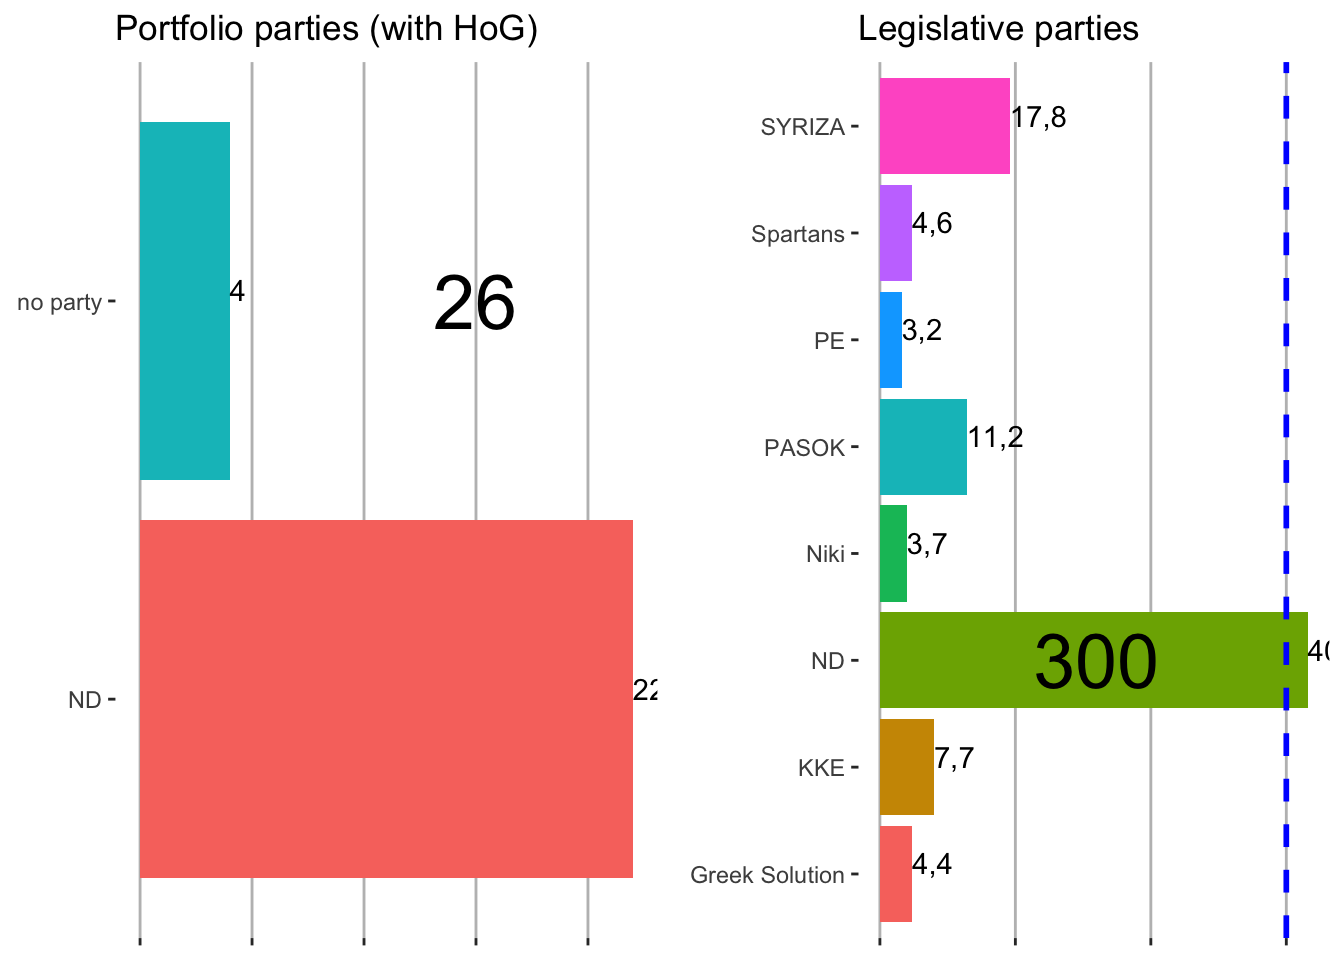 Portfolio parties (with HoG)
no party
4
26
ND
22
Legislative parties
SYRIZA
17,8
Spartans
4,6
PE
3,2
PASOK
11,2
Niki
3,7
ND
300
KKE
7,7
Greek Solution
4,4